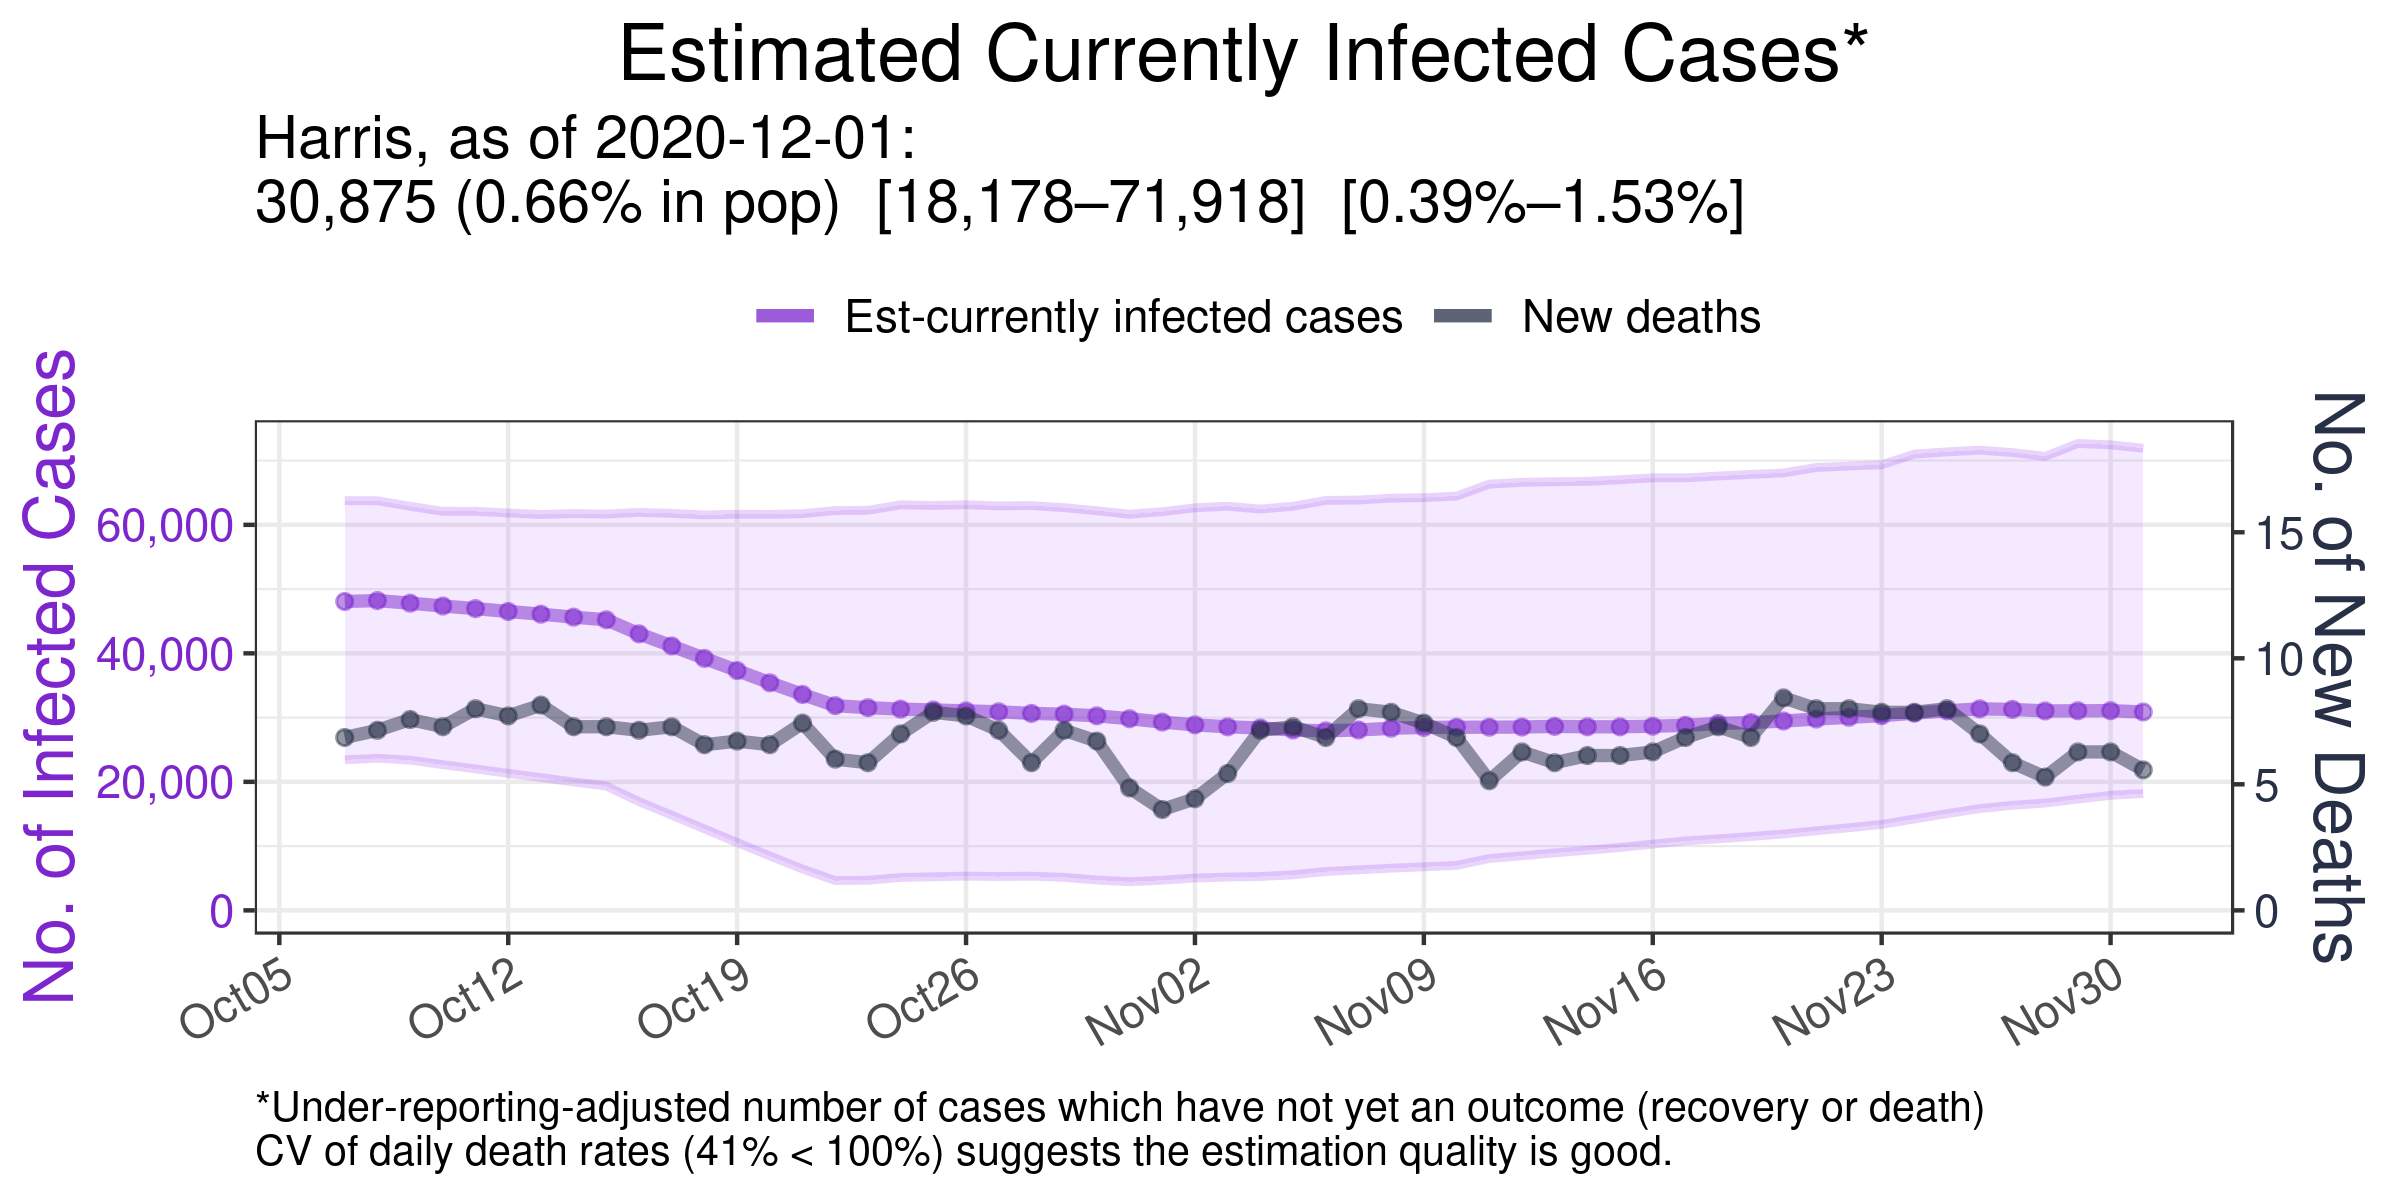 Estimated Currently Infected Cases*
Harris, as of 2020-12-01:
30,875 (0.66% in pop)  [18,178–71,918]  [0.39%–1.53%]
Est-currently infected cases
New deaths
No. of Infected Cases
60,000
40,000
20,000
0
15
10
5
0
No. of New Deaths
Oct05
Oct12
Oct19
Oct26
Nov02
Nov09
Nov16
Nov23
Nov30
*Under-reporting-adjusted number of cases which have not yet an outcome (recovery or death)
CV of daily death rates (41% < 100%) suggests the estimation quality is good.